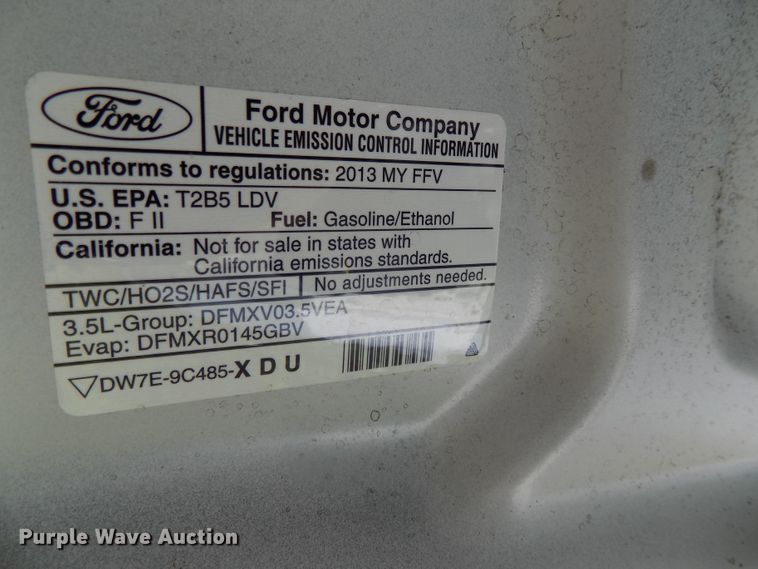 Ford
Ford Motor Company
VEHICLE EMISSION CONTROL INFORMATION
Conforms to regulations: 2013 MY FFV
U.S. EPA: T2B5 LDV
OBD: F II Fuel: Gasoline/Ethanol
California: Not for sale in states with
California emissions standards.
TWC/HO2S/HAFS/SFI No adjustments needed.
3.5L-Group: DFMXV03.5VEA
Evap: DFMXR0145GBV
DW7E-9C485-X D U
Purple Wave Auction